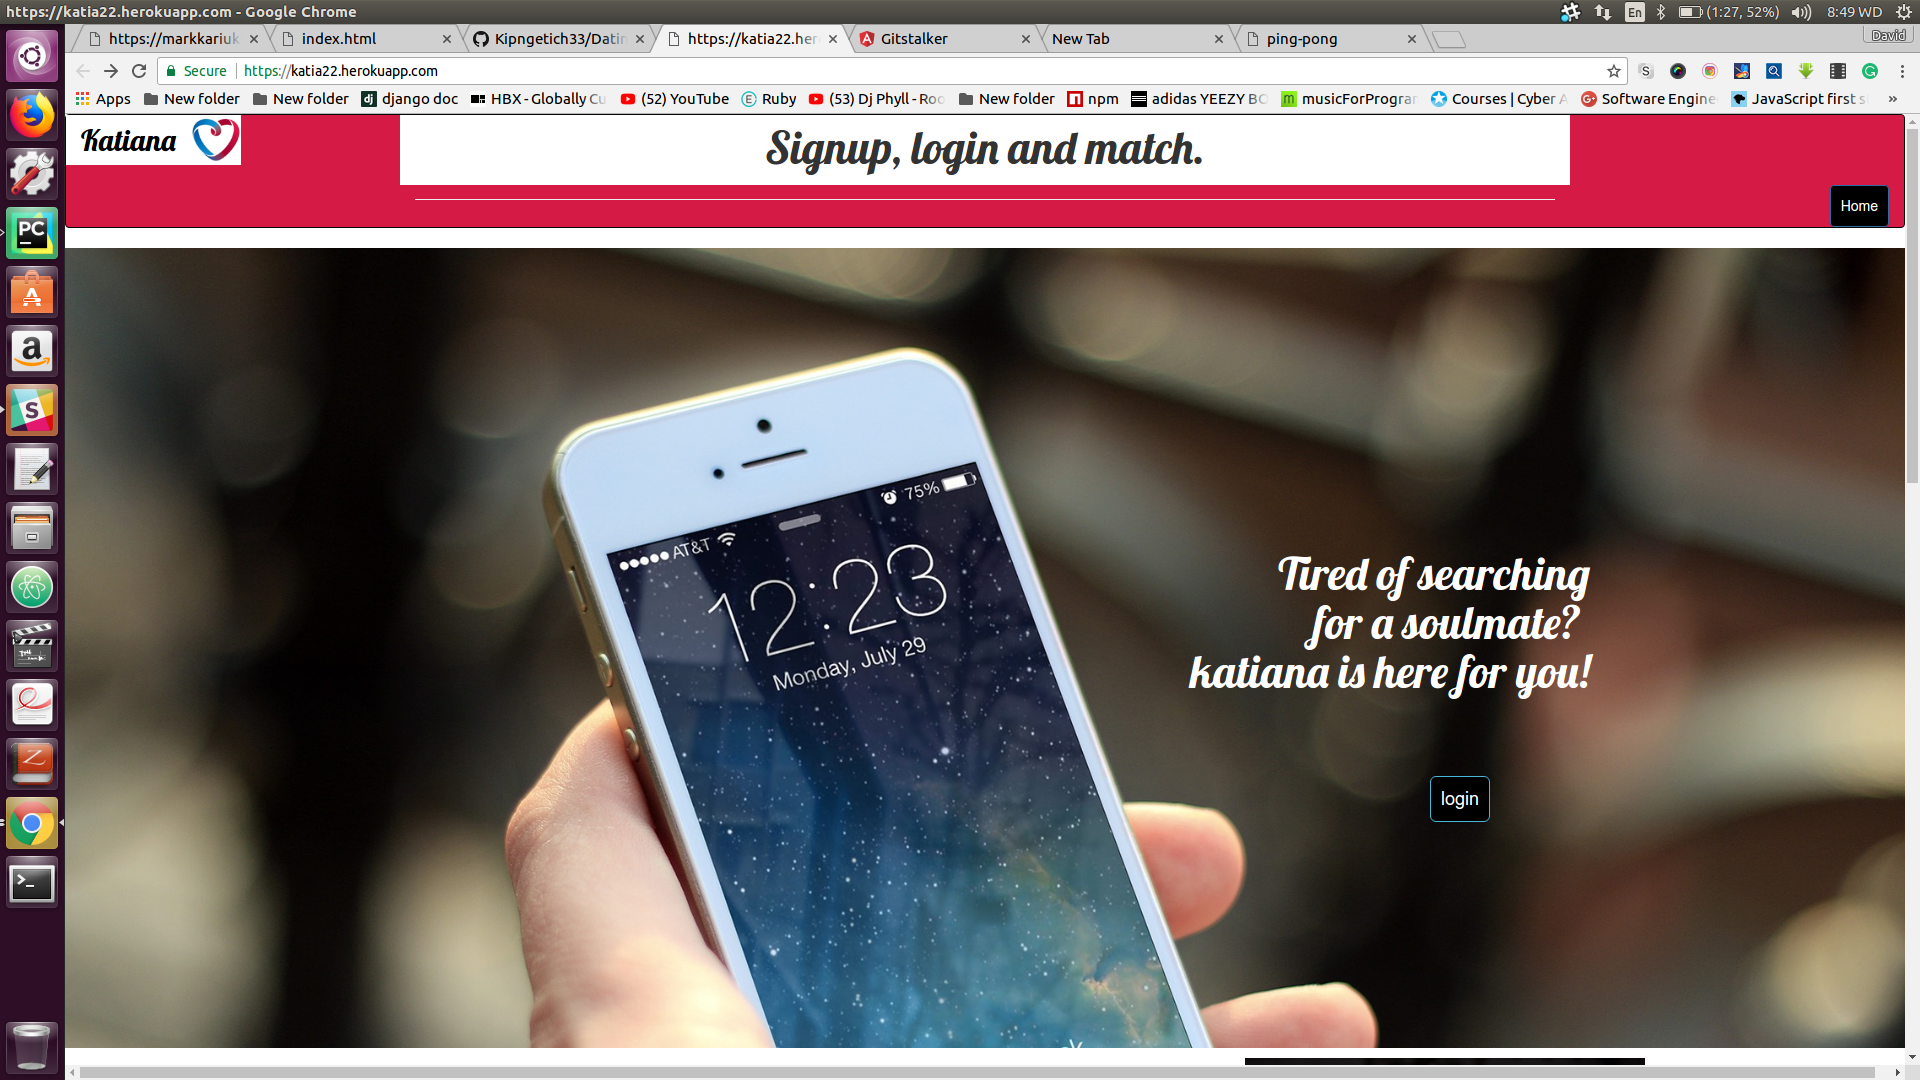 https://katia22.herokuapp.com - Google Chrome
En
(1:27, 52%)
8:49 WD
https://markkariuk
index.html
Kipngetich33/Datin
https://katia22.her
Gitstalker
New Tab
ping-pong
David
Secure
https://katia22.herokuapp.com
Apps
New folder
New folder
django doc
HBX - Globally Cu
(52) YouTube
Ruby
(53) Dj Phyll - Roo
New folder
npm
adidas YEEZY BO
musicForProgram
Courses | Cyber A
Software Engine
JavaScript first s
»
Katiana
Signup, login and match.
Home
AT&T
75%
12:23
Monday, July 29
Tired of searching
for a soulmate?
katiana is here for you!
login